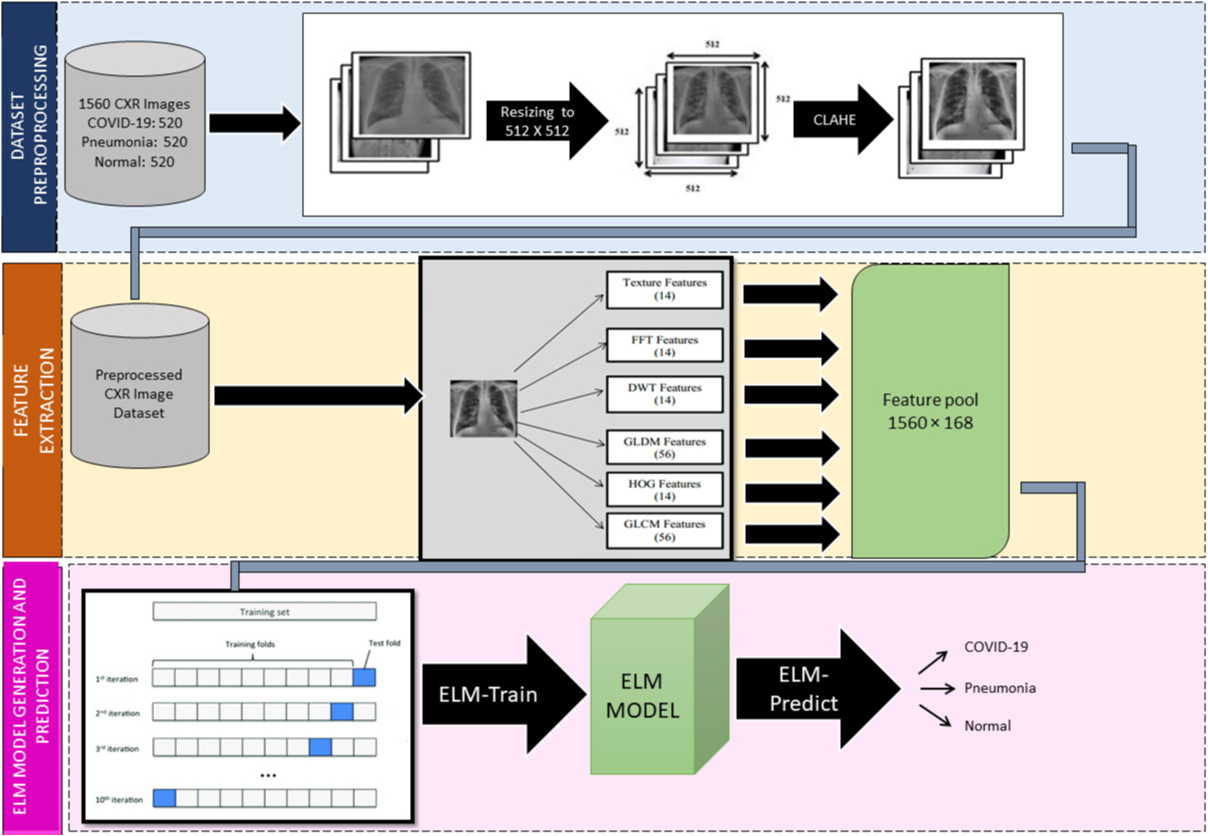 DATASET
PREPROCESSING
1560 CXR Images
COVID-19: 520
Pneumonia: 520
Normal: 520
Resizing to
512 X 512
512
512
512
512
CLAHE
FEATURE
EXTRACTION
Preprocessed
CXR Image
Dataset
Texture Features
(14)
FFT Features
(14)
DWT Features
(14)
GLDM Features
(56)
HOG Features
(14)
GLCM Features
(56)
Feature pool
1560 × 168
ELM MODEL GENERATION AND
PREDICTION
Training set
Training folds
Test fold
1st iteration
2nd iteration
3rd iteration
...
10th iteration
ELM-Train
ELM
MODEL
ELM-
Predict
COVID-19
Pneumonia
Normal